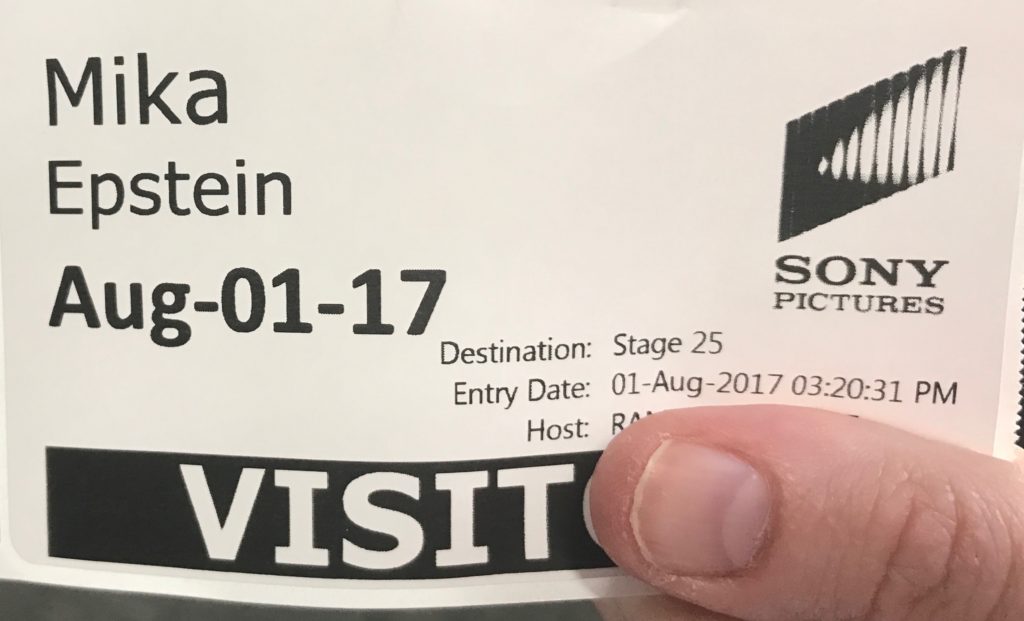 Mika
Epstein
Aug-01-17
SONY
PICTURES
Destination: Stage 25
Entry Date: 01-Aug-2017 03:20:31 PM
Host:
VISIT